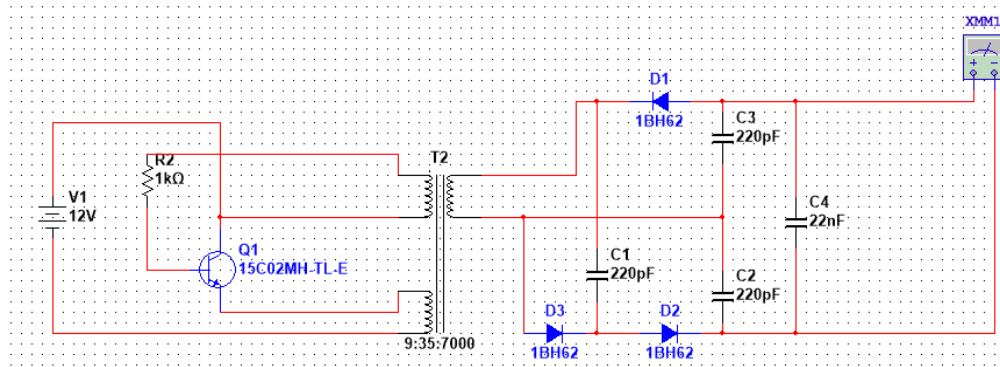 XMM1
D1
1BH62
C3
220pF
R2
1kΩ
T2
V1
12V
C4
22nF
Q1
15C02MH-TL-E
C1
220pF
C2
220pF
D3
1BH62
D2
1BH62
9:35:7000